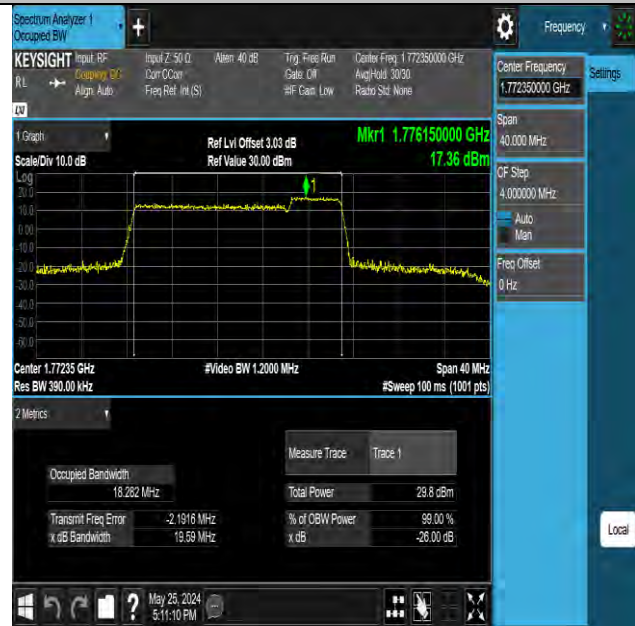 Spectrum Analyzer 1
Occupied BW
+
Frequency
KEYSIGHT
Input: RF
Input Z: 50 Ω
Atten: 40 dB
Trig: Free Run
Center Freq: 1.772350000 GHz
RL
Coupling: DC
Corr CCorr
Gate: Off
Avg|Hold: 30/30
Align: Auto
Freq Ref: Int (S)
#IF Gain: Low
Radio Std: None
LXI
Center Frequency
1.772350000 GHz
Settings
Span
40.000 MHz
CF Step
4.000000 MHz
Auto
Man
Freq Offset
0 Hz
1 Graph
Ref Lvl Offset 3.03 dB
Mkr1 1.776150000 GHz
Scale/Div 10.0 dB
Ref Value 30.00 dBm
17.36 dBm
Log
1
20.0
10.0
0.00
-10.0
-20.0
-30.0
-40.0
-50.0
-60.0
Center 1.77235 GHz
#Video BW 1.2000 MHz
Span 40 MHz
Res BW 390.00 kHz
#Sweep 100 ms (1001 pts)
2 Metrics
Measure Trace
Trace 1
Occupied Bandwidth
18.282 MHz
Total Power
29.8 dBm
Transmit Freq Error
-2.1916 MHz
% of OBW Power
99.00 %
x dB Bandwidth
19.59 MHz
x dB
-26.00 dB
Local
?
May 25, 2024
5:11:10 PM